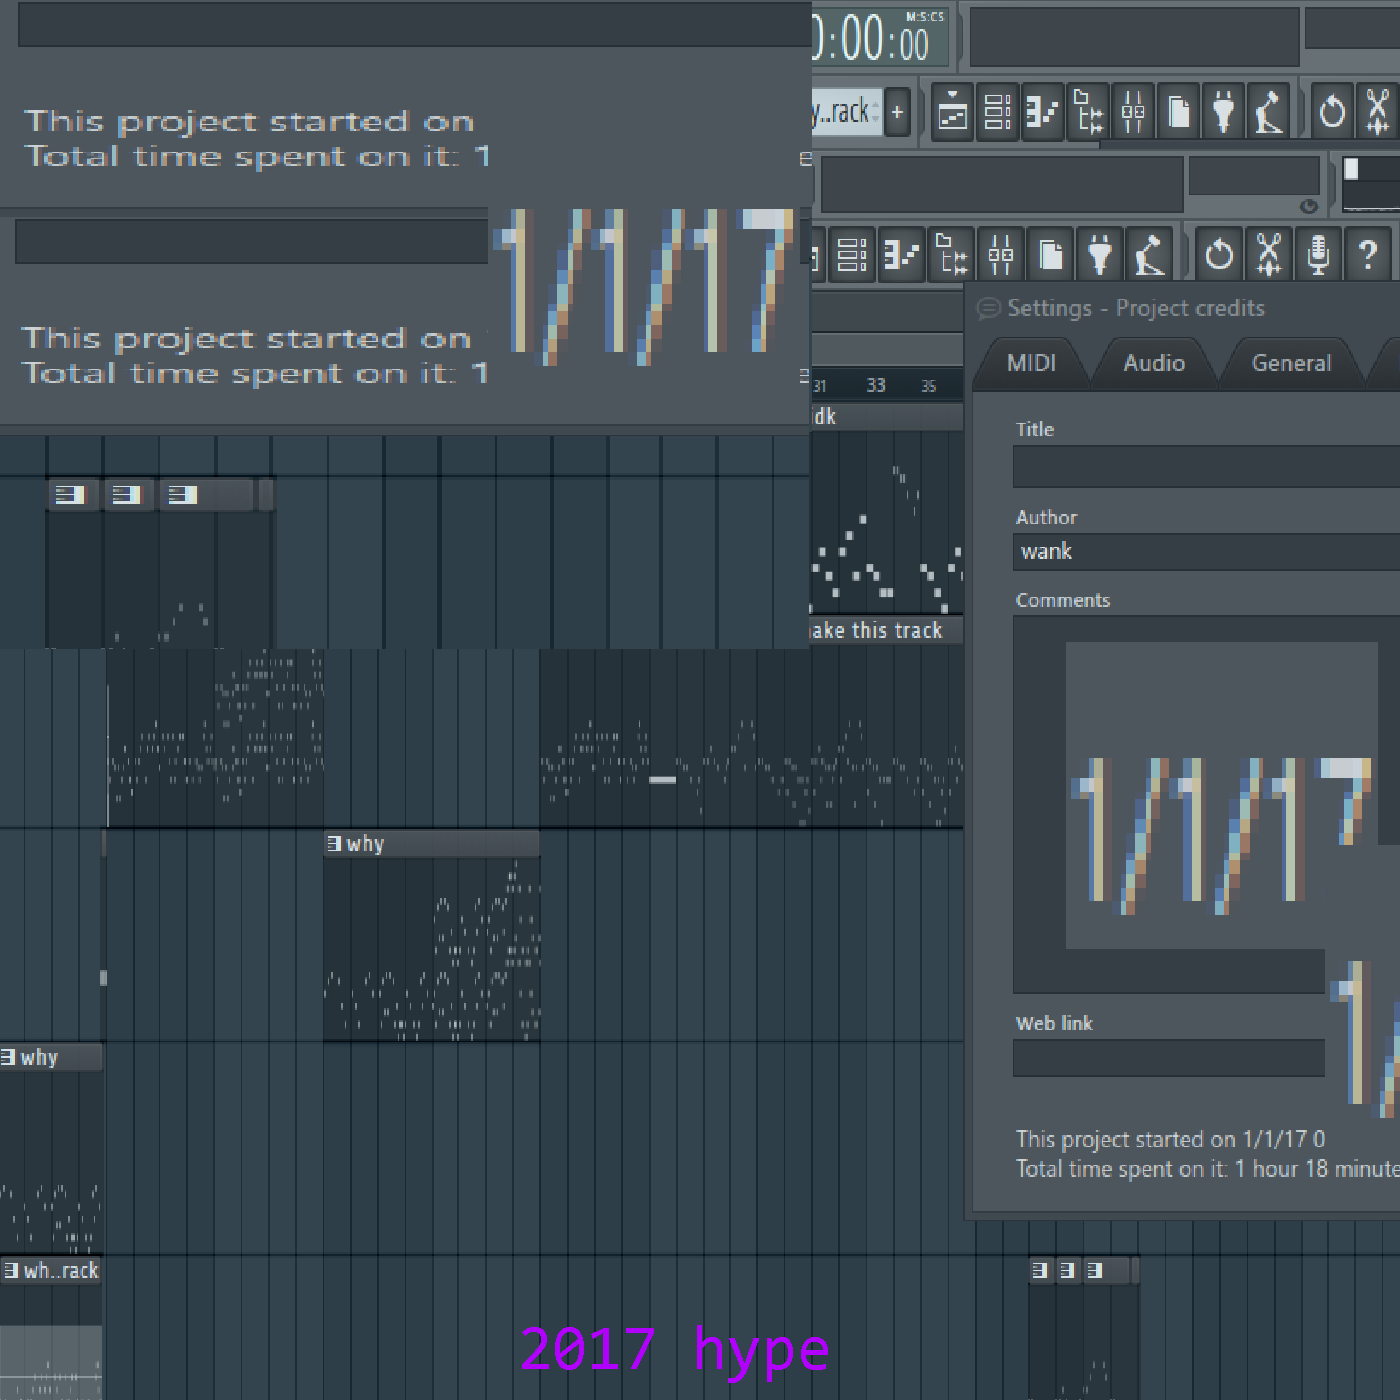 M:S:CS
0:00:00
y..rack
+
This project started on
Total time spent on it: 1
1/1/17
This project started on
Total time spent on it: 1
?
Settings - Project credits
MIDI
Audio
General
31 33 35
idk
Title
Author
wank
Comments
ake this track
1/1/17
why
Web link
why
This project started on 1/1/17 0
Total time spent on it: 1 hour 18 minute
wh..rack
2017 hype